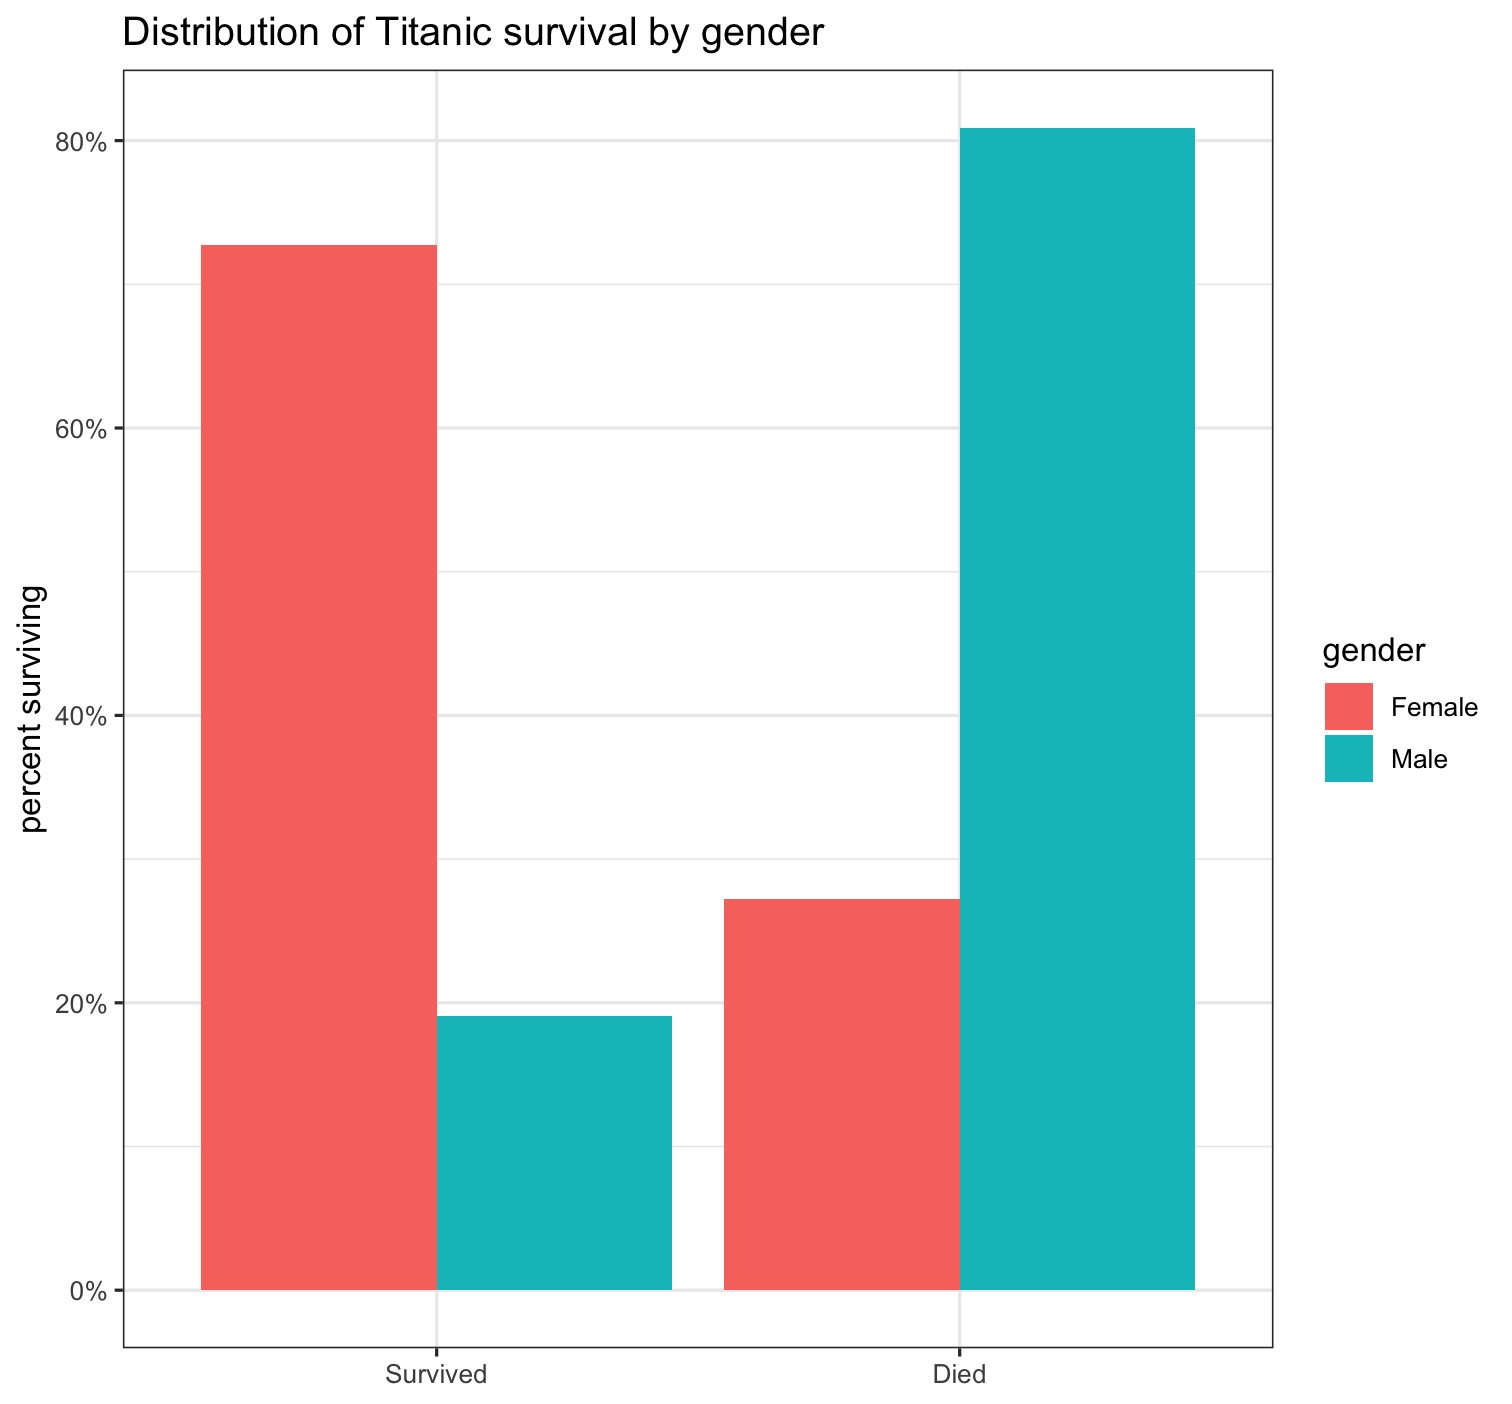 Distribution of Titanic survival by gender
80%
60%
40%
20%
0%
percent surviving
Survived
Died
gender
Female
Male